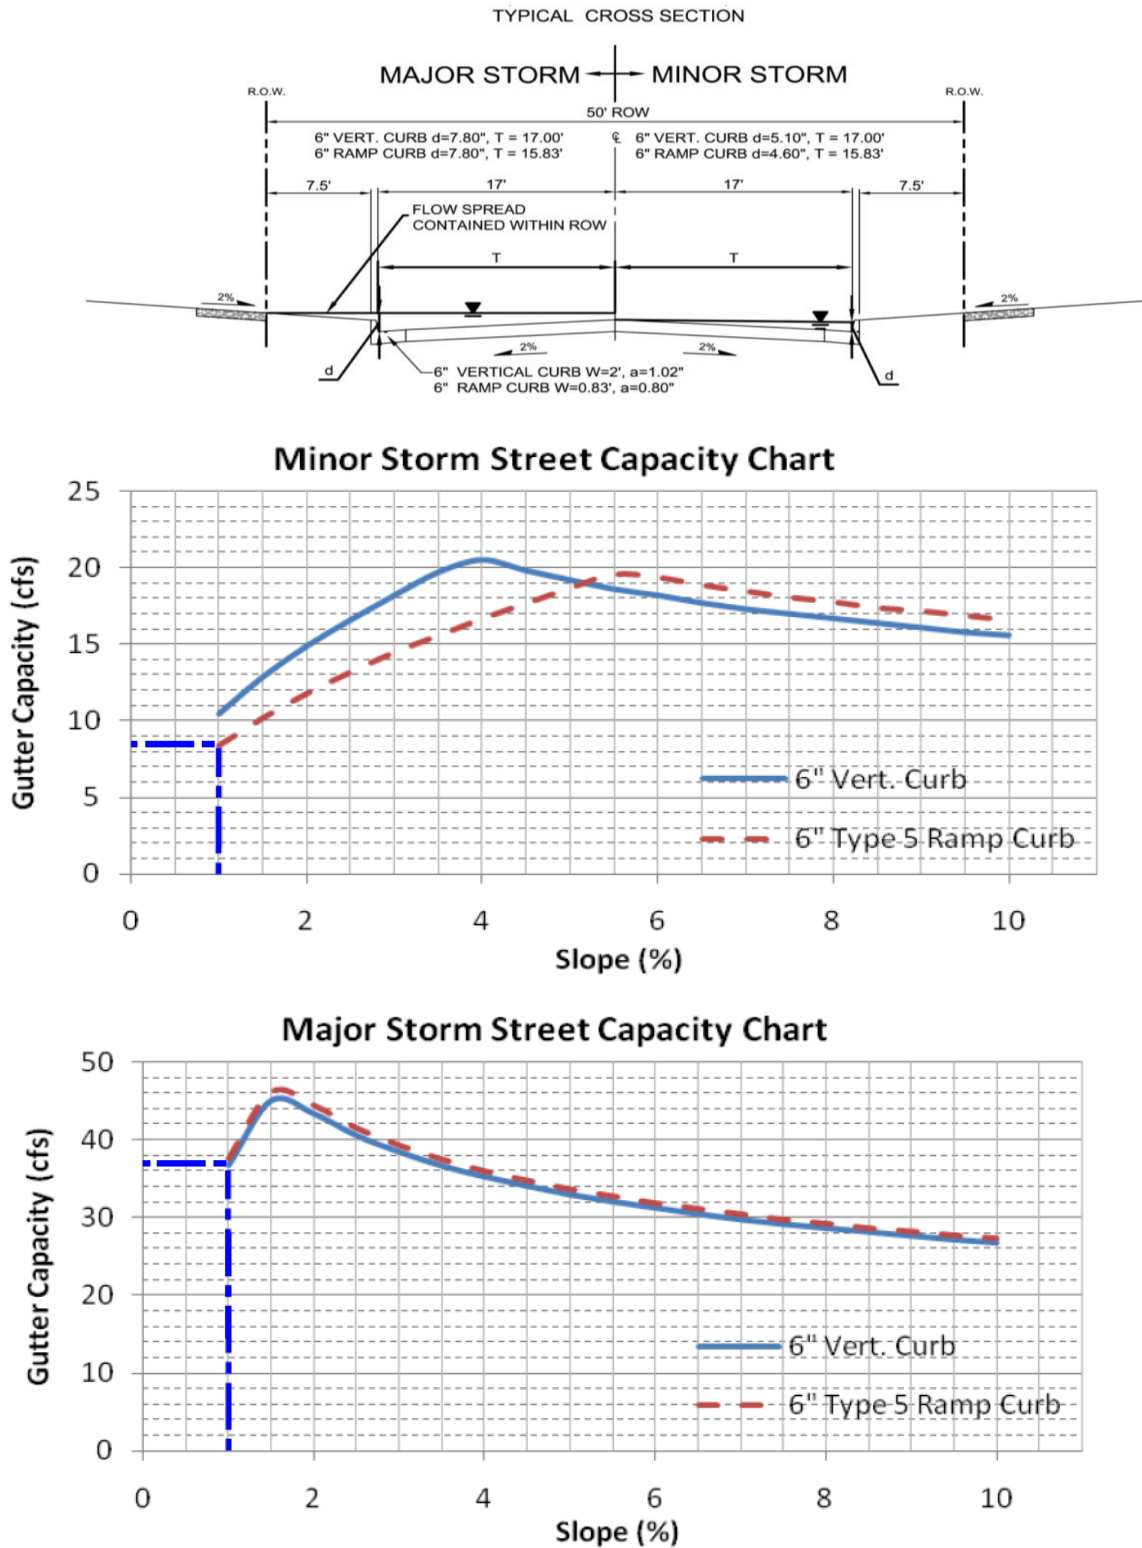 TYPICAL CROSS SECTION
MAJOR STORM
MINOR STORM
R.O.W.
R.O.W.
50' ROW
6" VERT. CURB d=7.80", T = 17.00'
6" RAMP CURB d=7.80", T = 15.83'
℄
6" VERT. CURB d=5.10", T = 17.00'
6" RAMP CURB d=4.60", T = 15.83'
7.5'
17'
17'
7.5'
FLOW SPREAD
CONTAINED WITHIN ROW
T
T
2%
2%
2%
2%
d
d
6" VERTICAL CURB W=2', a=1.02"
6" RAMP CURB W=0.83', a=0.80"
Minor Storm Street Capacity Chart
Gutter Capacity (cfs)
25
20
15
10
5
0
6" Vert. Curb
6" Type 5 Ramp Curb
0 2 4 6 8 10
Slope (%)
Major Storm Street Capacity Chart
Gutter Capacity (cfs)
50
40
30
20
10
0
6" Vert. Curb
6" Type 5 Ramp Curb
0 2 4 6 8 10
Slope (%)